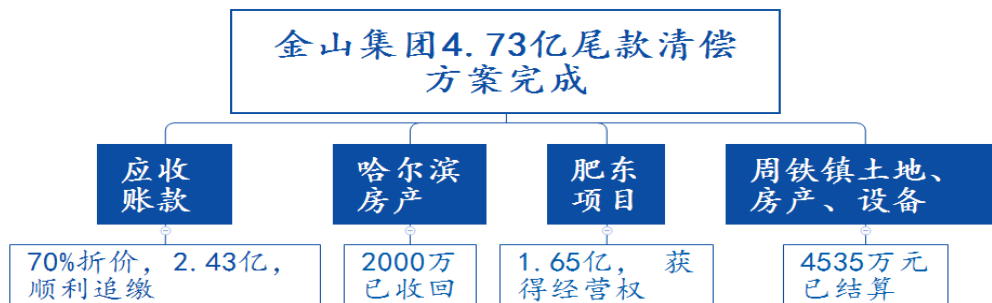 金山集团4.73亿尾款清偿
方案完成
应收
账款
哈尔滨
房产
肥东
项目
周铁镇土地、
房产、设备
70%折价，2.43亿，
顺利追缴
2000万
已收回
1.65亿， 获
得经营权
4535万元
已结算